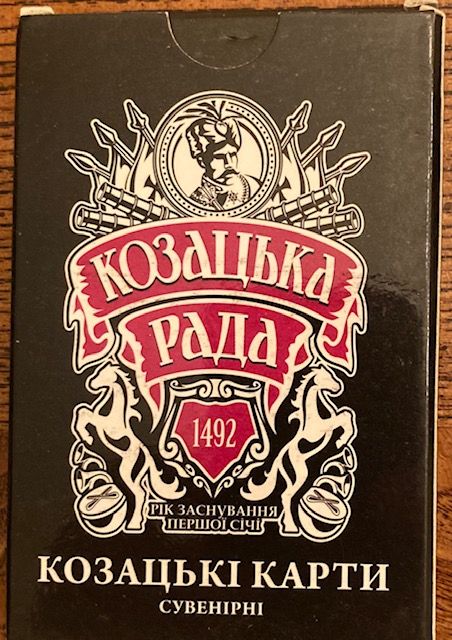 КОЗАЦЬКА
РАДА
1492
РІК ЗАСНУВАННЯ
ПЕРШОЇ СІЧІ
КОЗАЦЬКІ КАРТИ
СУВЕНІРНІ